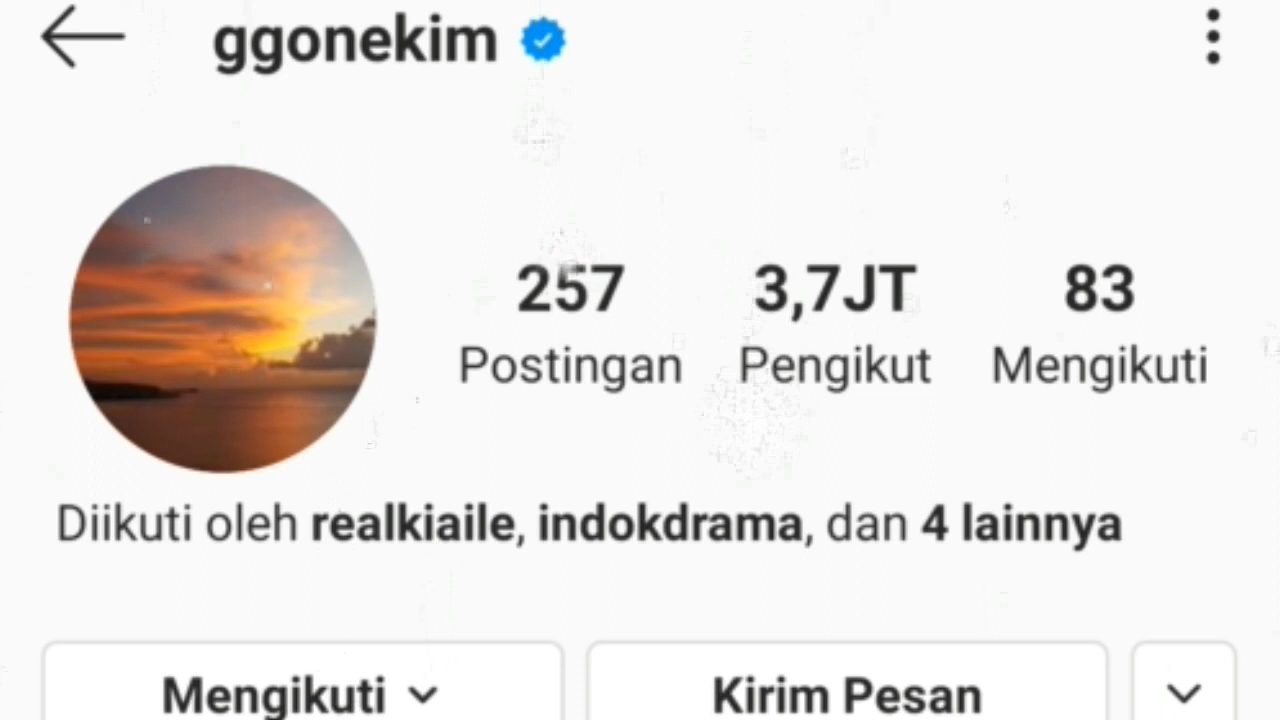 ggonekim
257 3,7JT 83
Postingan Pengikut Mengikuti
Diikuti oleh realkiaile, indokdrama, dan 4 lainnya
Mengikuti Kirim Pesan